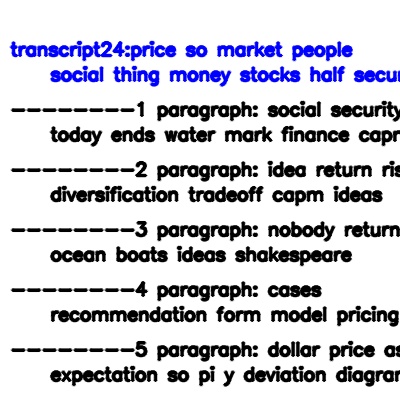 transcript24:price so market people
social thing money stocks half secu
--------1 paragraph: social security
today ends water mark finance capr
--------2 paragraph: idea return ris
diversification tradeoff capm ideas
--------3 paragraph: nobody return
ocean boats ideas shakespeare
--------4 paragraph: cases
recommendation form model pricing
--------5 paragraph: dollar price as
expectation so pi y deviation diagra